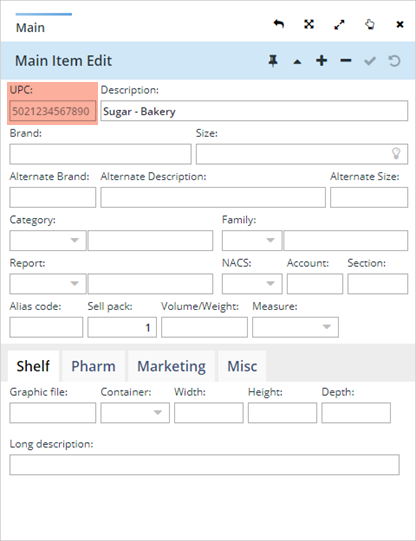 Main
Main Item Edit
UPC: Description:
5021234567890 Sugar - Bakery
Brand: Size:
Alternate Brand: Alternate Description: Alternate Size:
Category: Family:
Report: NACS: Account: Section:
Alias code: Sell pack: Volume/Weight: Measure:
1
Shelf Pharm Marketing Misc
Graphic file: Container: Width: Height: Depth:
Long description: